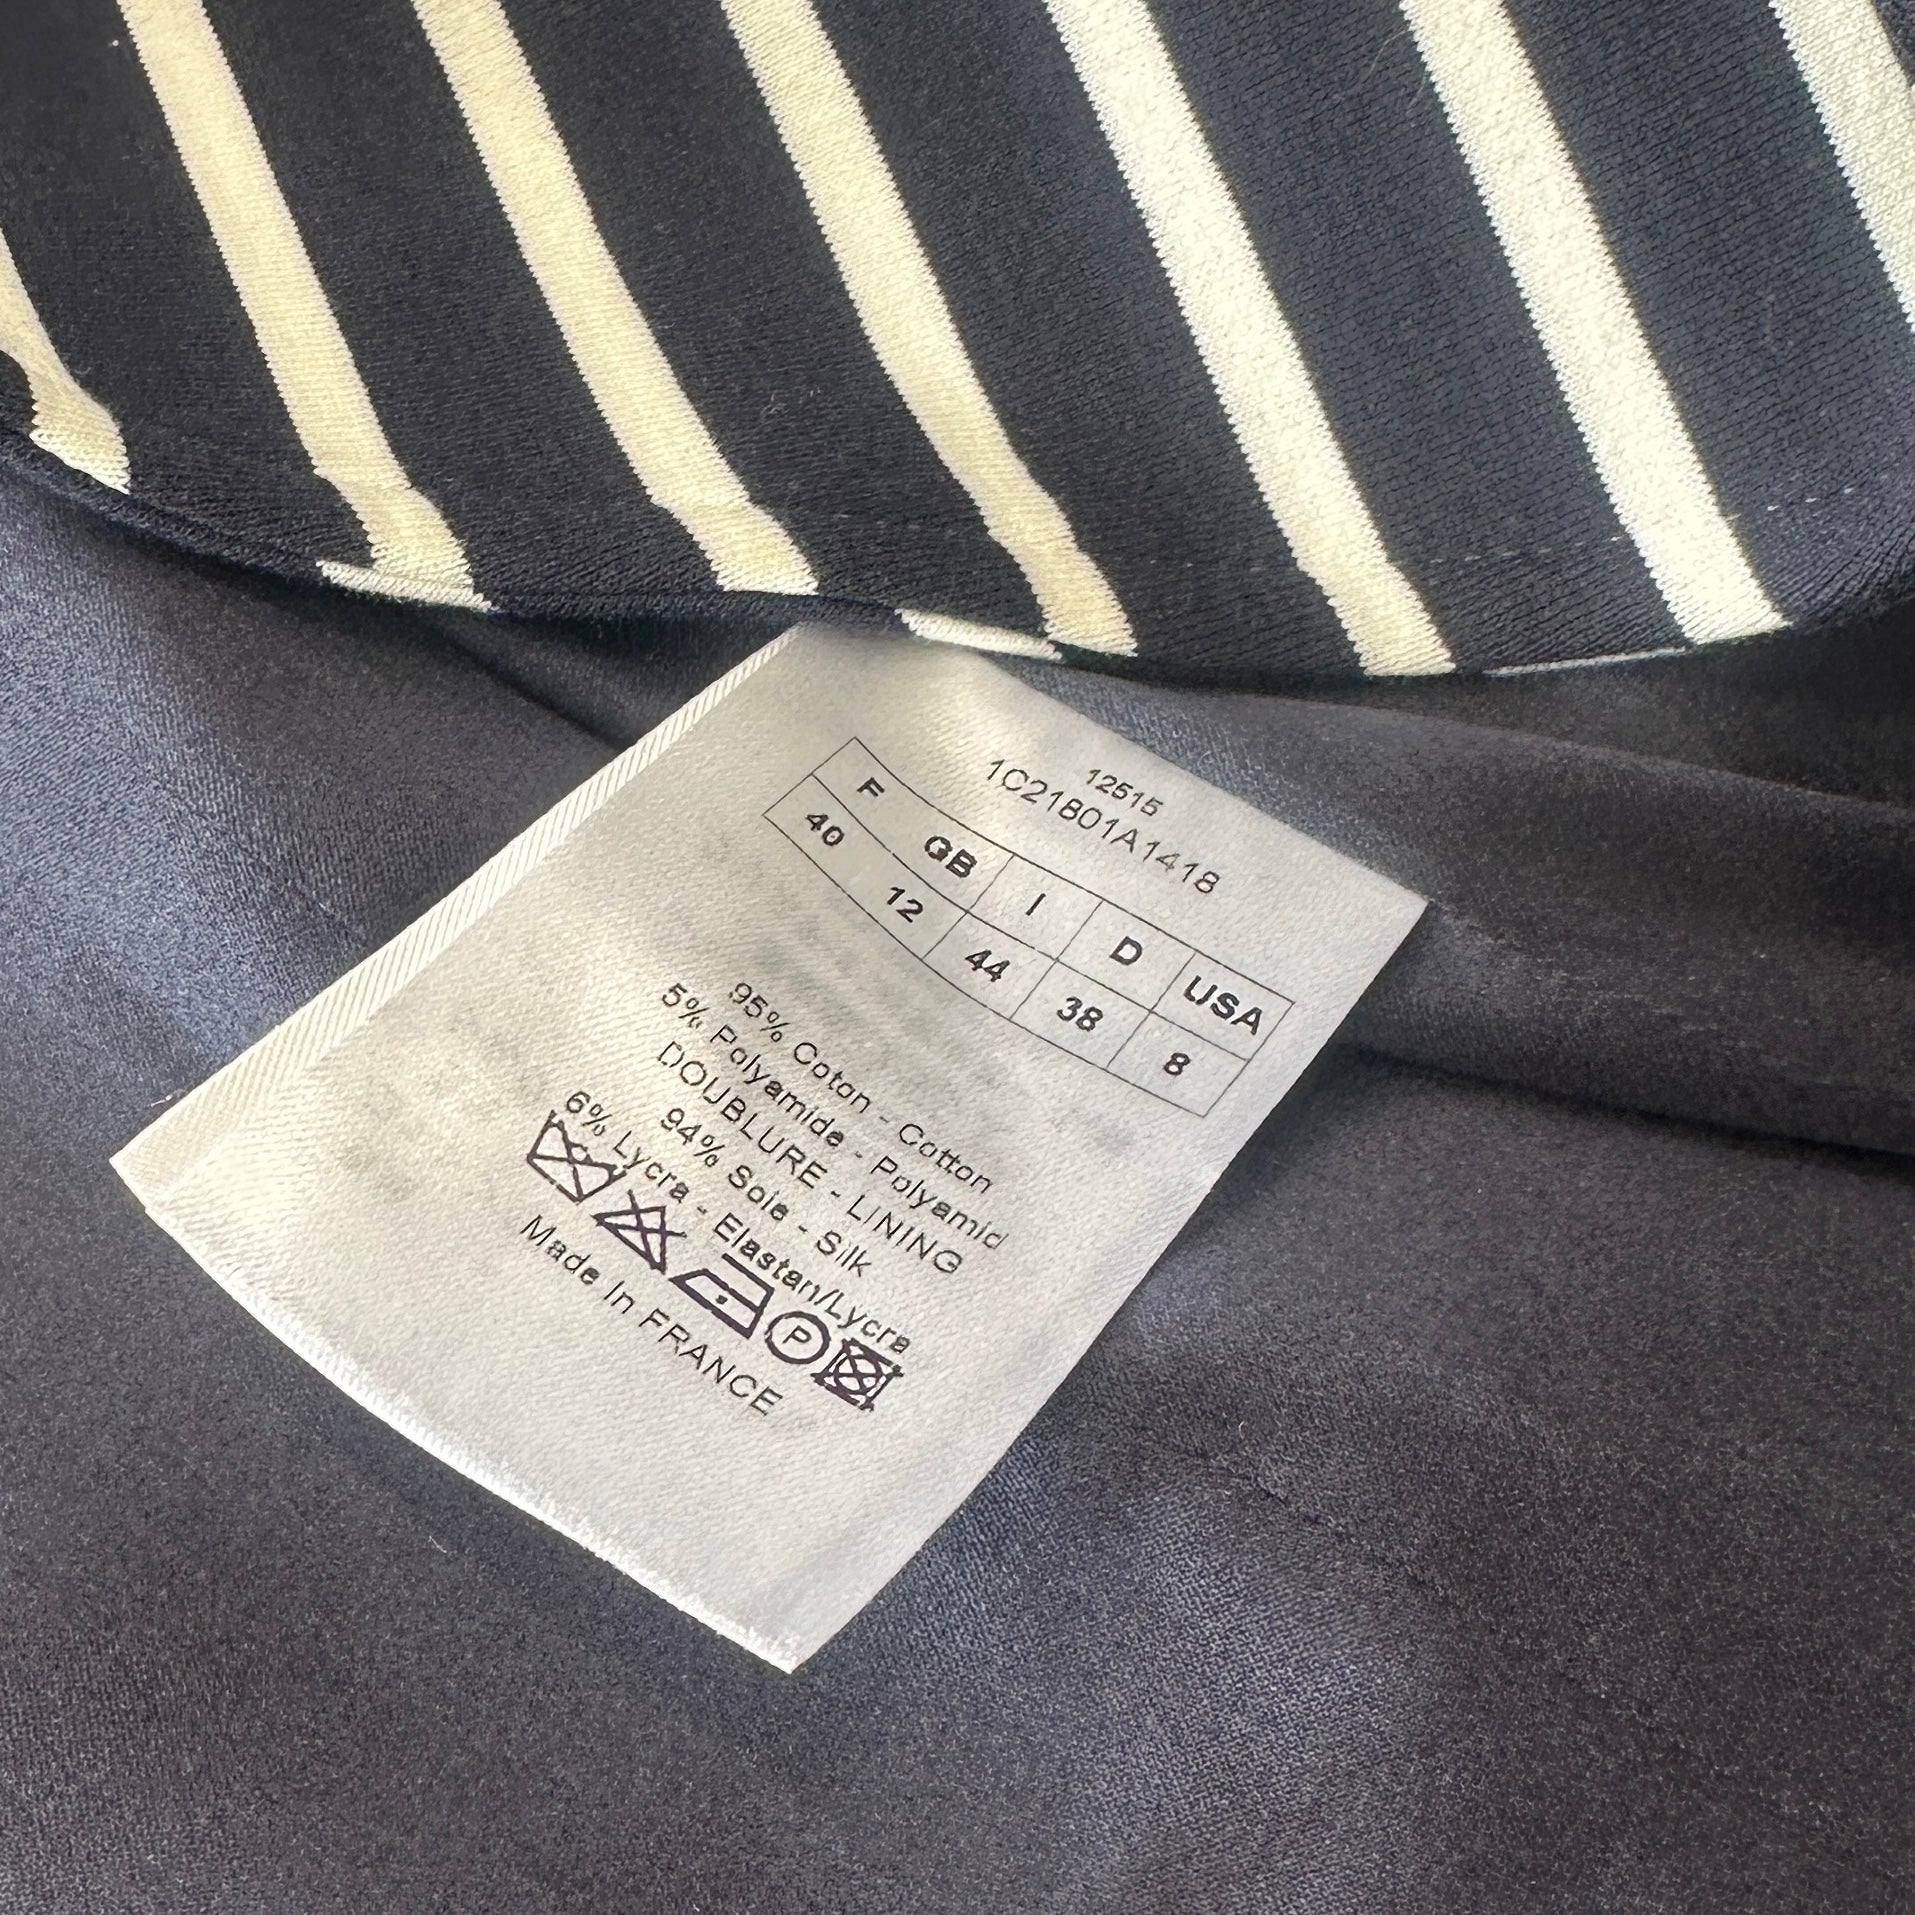 12515
1C21801A1418
F GB I D USA
40 12 44 38 8
95% Coton - Cotton
5% Polyamide - Polyamid
DOUBLURE - LINING
94% Soie - Silk
6% Lycra - Elastan/Lycra
P
Made In FRANCE